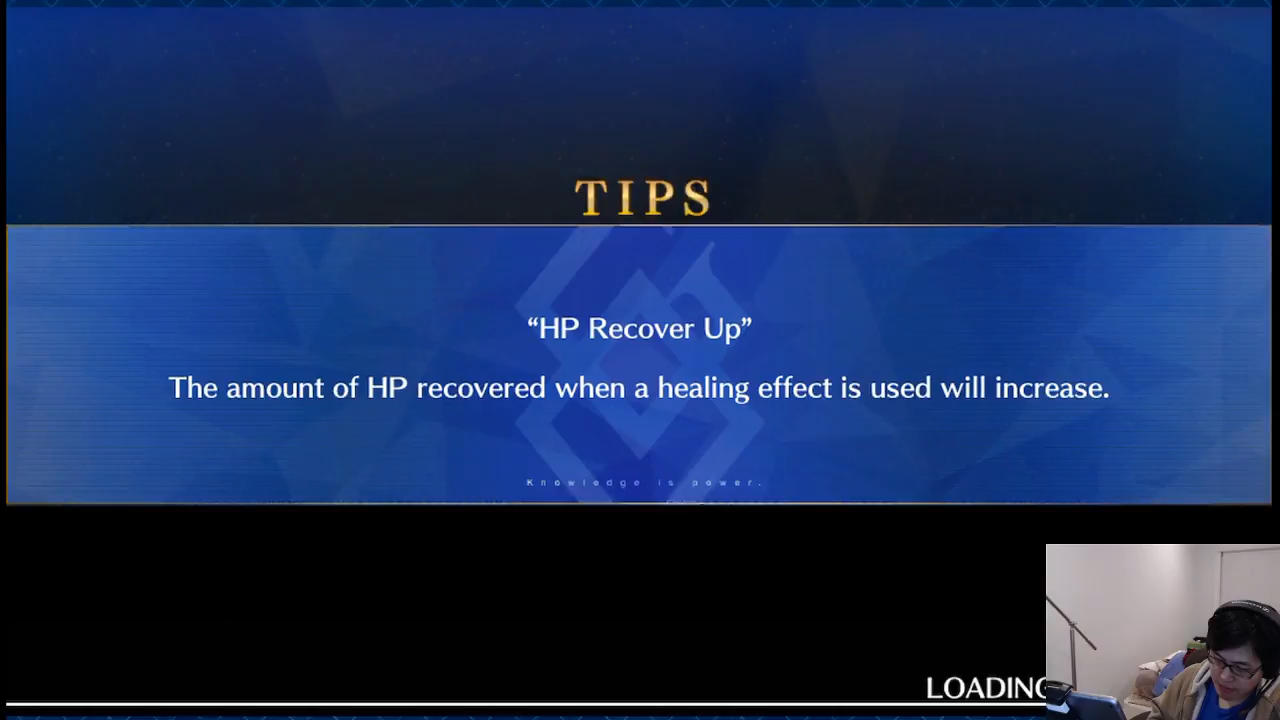 TIPS
“HP Recover Up”
The amount of HP recovered when a healing effect is used will increase.
Knowledge is power.
LOADING